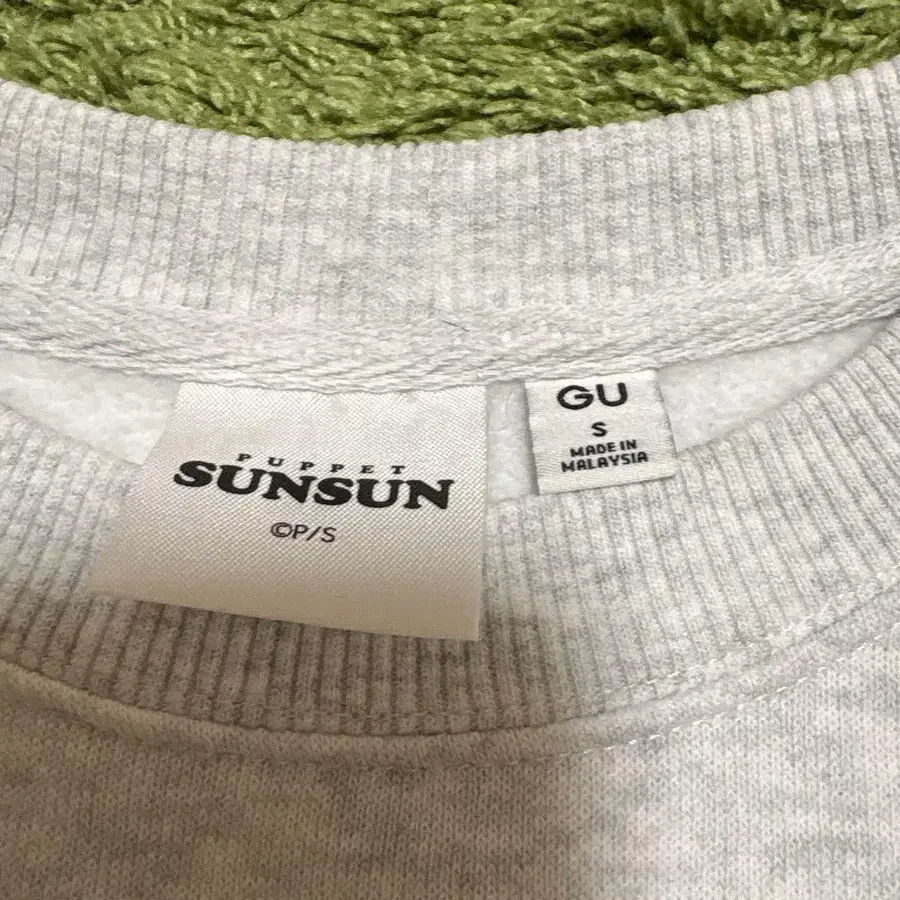 PUPPET
SUNSUN
©P/S
GU
S
MADE IN
MALAYSIA